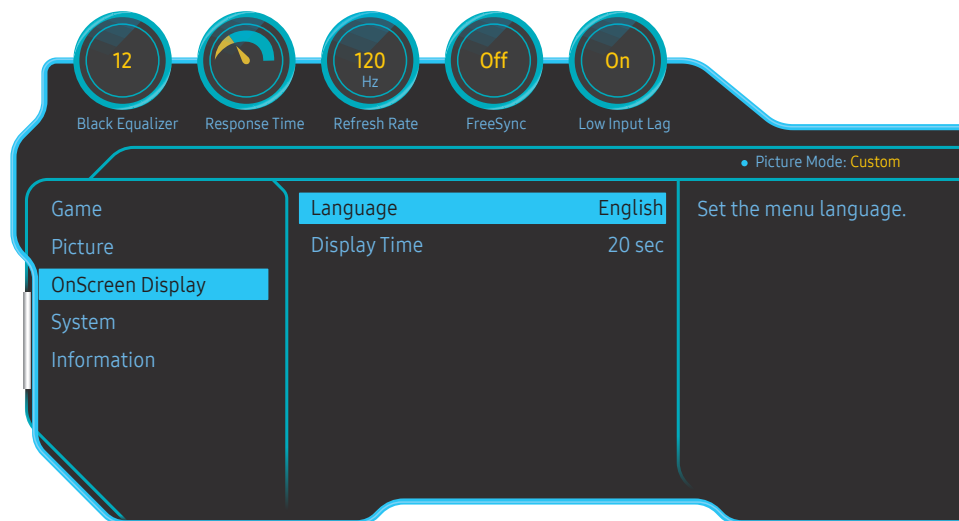 12
120
Hz
Off
On
Black Equalizer
Response Time
Refresh Rate
FreeSync
Low Input Lag
Picture Mode: Custom
Game
Picture
OnScreen Display
System
Information
Language English
Display Time 20 sec
Set the menu language.